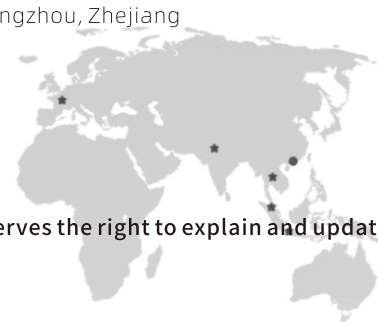 ngzhou, Zhejiang
erves the right to explain and updat